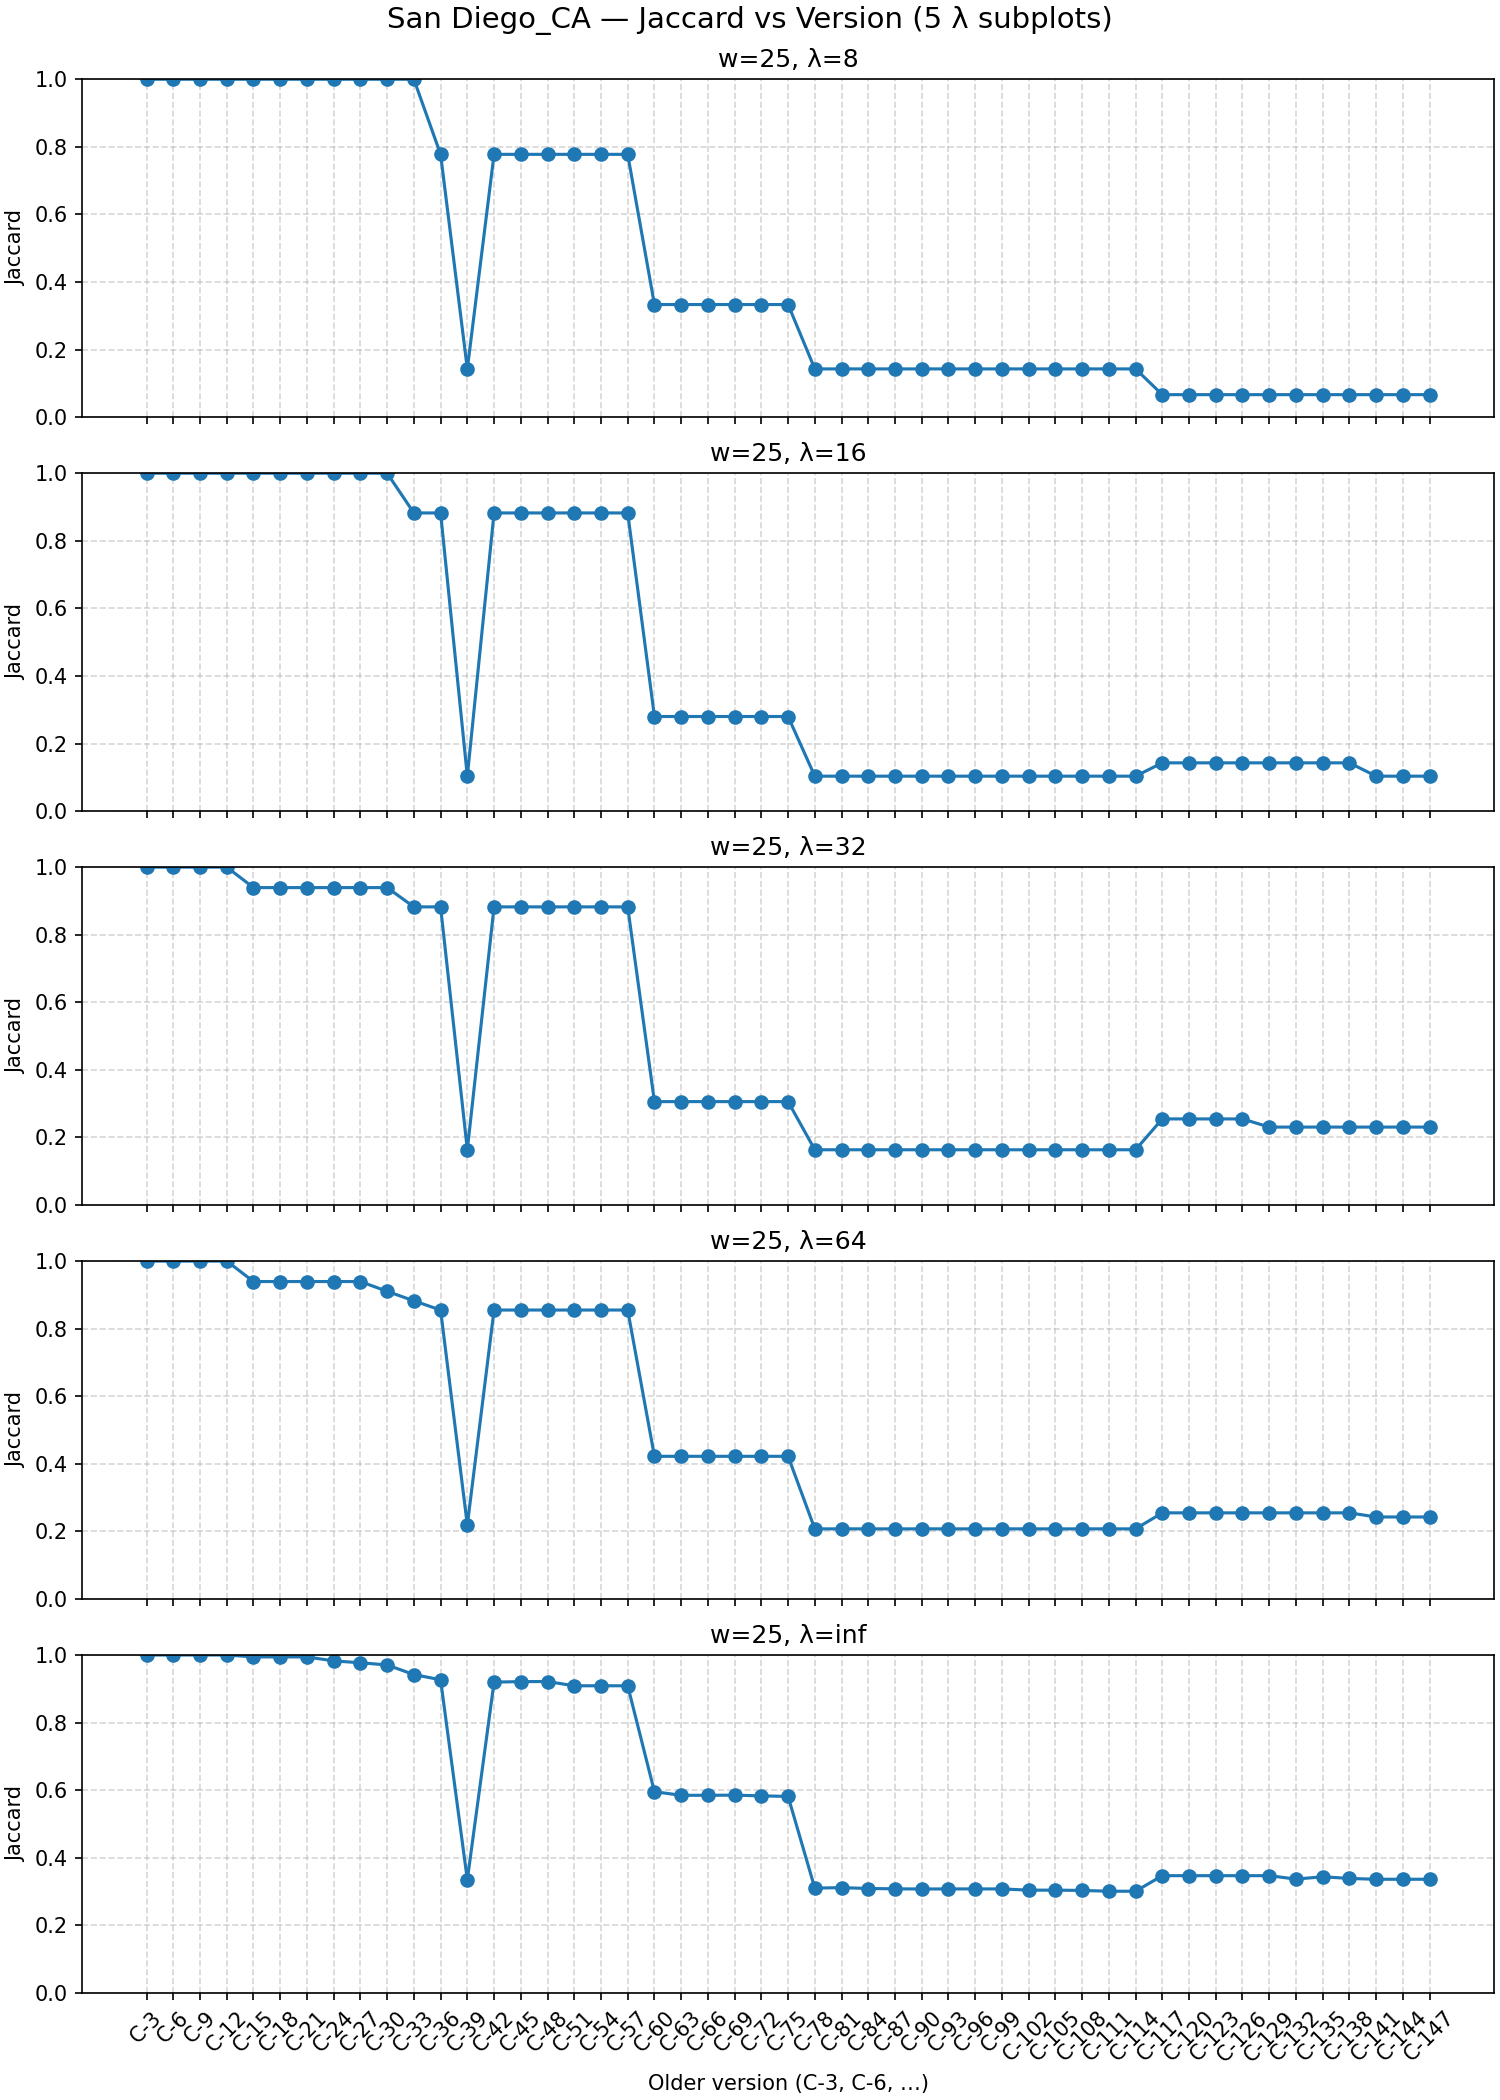 San Diego_CA — Jaccard vs Version (5 λ subplots)
w=25, λ=8
1.0
0.8
0.6
0.4
0.2
0.0
Jaccard
w=25, λ=16
1.0
0.8
0.6
0.4
0.2
0.0
Jaccard
w=25, λ=32
1.0
0.8
0.6
0.4
0.2
0.0
Jaccard
w=25, λ=64
1.0
0.8
0.6
0.4
0.2
0.0
Jaccard
w=25, λ=inf
1.0
0.8
0.6
0.4
0.2
0.0
Jaccard
C-3 C-6 C-9 C-12 C-15 C-18 C-21 C-24 C-27 C-30 C-33 C-36 C-39 C-42 C-45 C-48 C-51 C-54 C-57 C-60 C-63 C-66 C-69 C-72 C-75 C-78 C-81 C-84 C-87 C-90 C-93 C-96 C-99 C-102 C-105 C-108 C-111 C-114 C-117 C-120 C-123 C-126 C-129 C-132 C-135 C-138 C-141 C-144 C-147
Older version (C-3, C-6, ...)